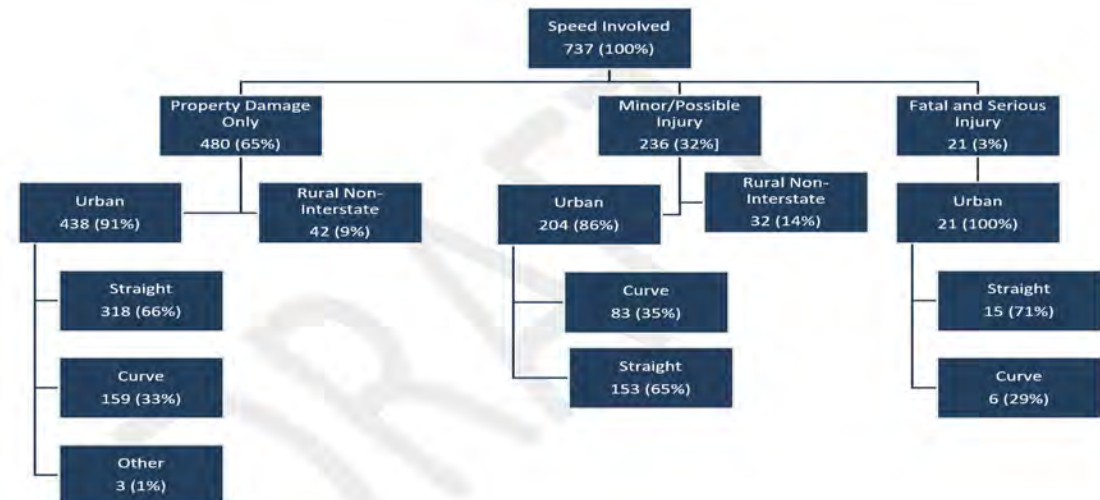 Speed Involved
737 (100%)
Property Damage
Only
480 (65%)
Minor/Possible
Injury
236 (32%]
Fatal and Serious
Injury
21 (3%)
Urban
438 (91%)
Rural Non-
Interstate
42 (9%)
Urban
204 (86%)
Rural Non-
Interstate
32 (14%)
Urban
21 (100%)
Straight
318 (66%)
Curve
159 (33%)
Other
3 (1%)
Curve
83 (35%)
Straight
153 (65%)
Straight
15 (71%)
Curve
6 (29%)
DRAFT